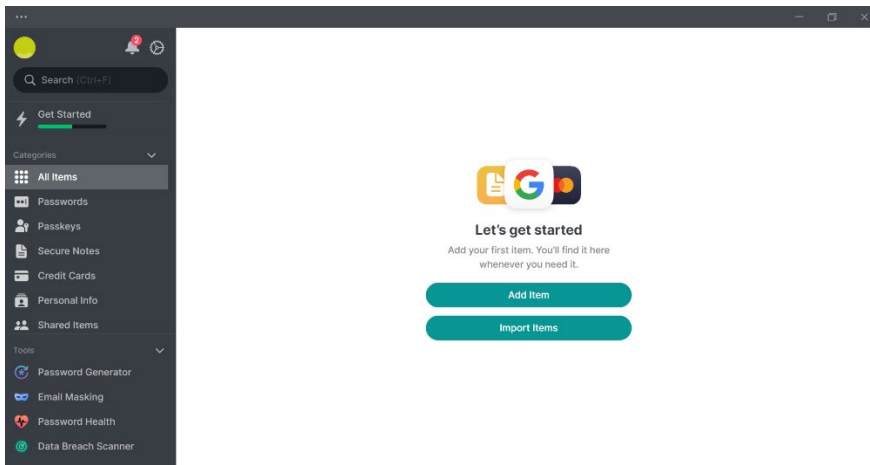 2
Search (Ctrl+F)
Get Started
Categories
All Items
Passwords
Passkeys
Secure Notes
Credit Cards
Personal Info
Shared Items
Tools
Password Generator
Email Masking
Password Health
Data Breach Scanner
Let's get started
Add your first item. You'll find it here
whenever you need it.
Add Item
Import Items